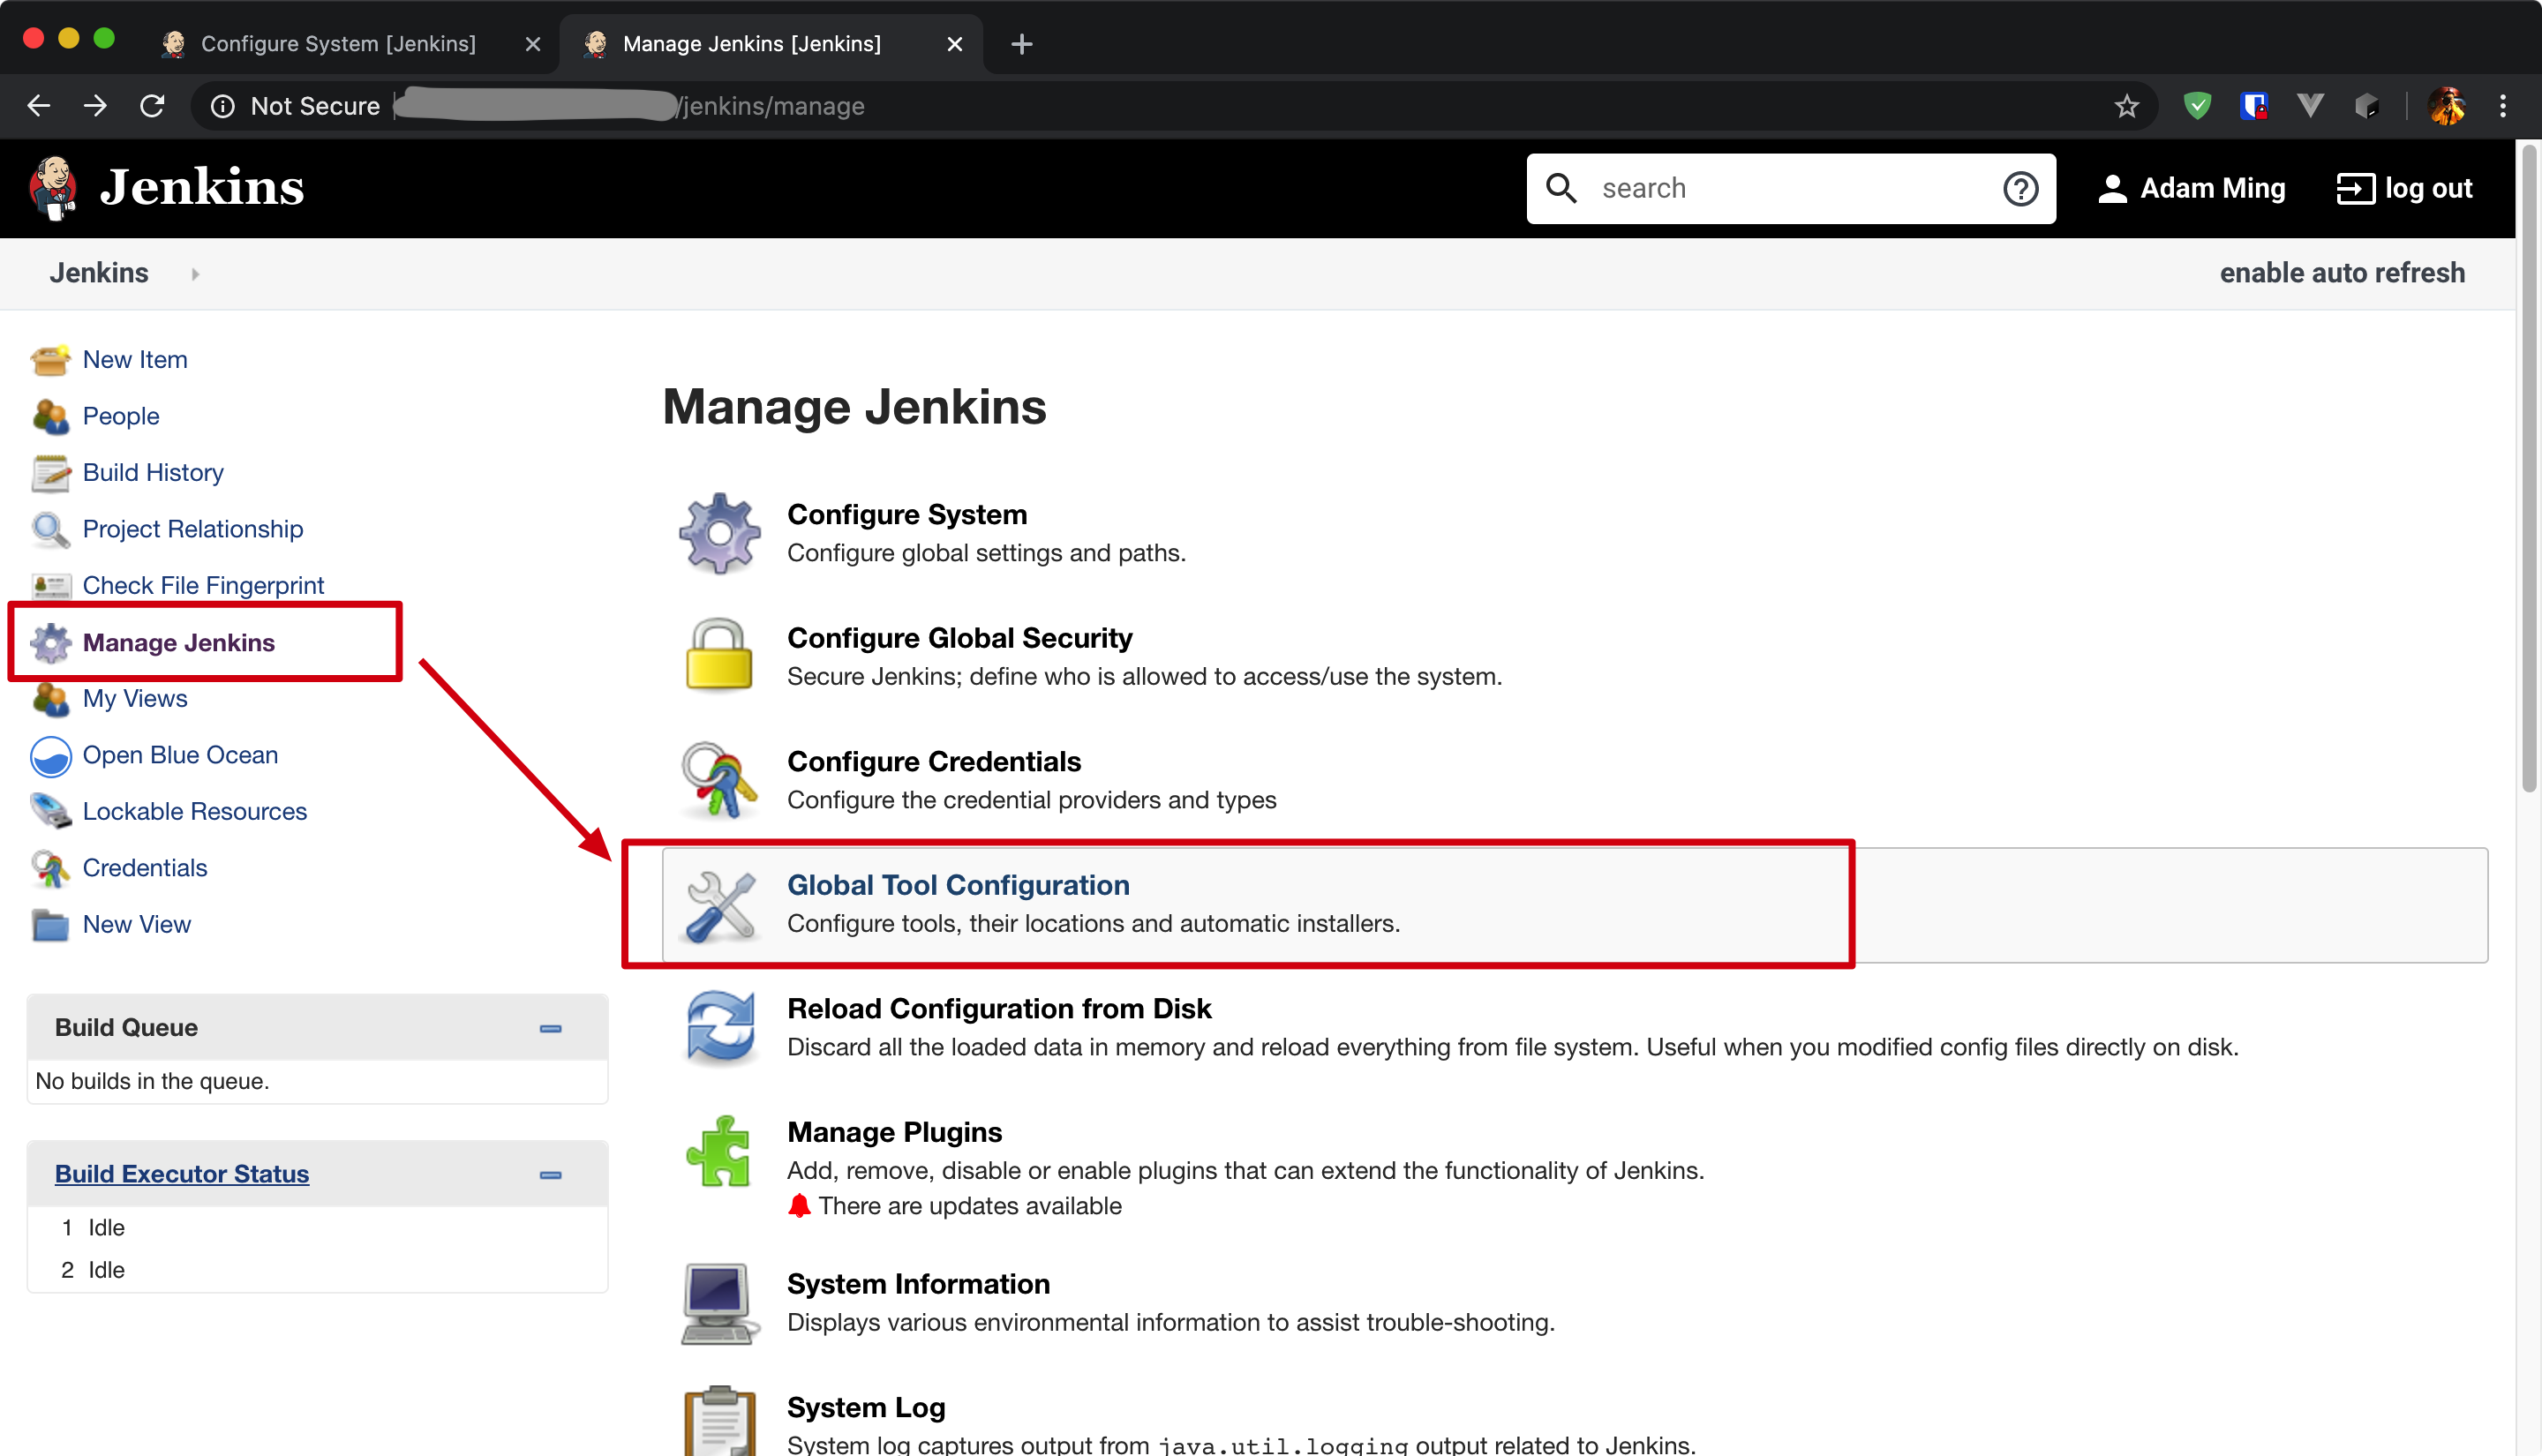 Configure System [Jenkins]
Manage Jenkins [Jenkins]
Not Secure
/jenkins/manage
Jenkins
search
Adam Ming
log out
Jenkins
enable auto refresh
New Item
People
Build History
Project Relationship
Check File Fingerprint
Manage Jenkins
My Views
Open Blue Ocean
Lockable Resources
Credentials
New View
Build Queue
No builds in the queue.
Build Executor Status
1 Idle
2 Idle
Manage Jenkins
Configure System
Configure global settings and paths.
Configure Global Security
Secure Jenkins; define who is allowed to access/use the system.
Configure Credentials
Configure the credential providers and types
Global Tool Configuration
Configure tools, their locations and automatic installers.
Reload Configuration from Disk
Discard all the loaded data in memory and reload everything from file system. Useful when you modified config files directly on disk.
Manage Plugins
Add, remove, disable or enable plugins that can extend the functionality of Jenkins.
There are updates available
System Information
Displays various environmental information to assist trouble-shooting.
System Log
System log captures output from java.util.logging output related to Jenkins.